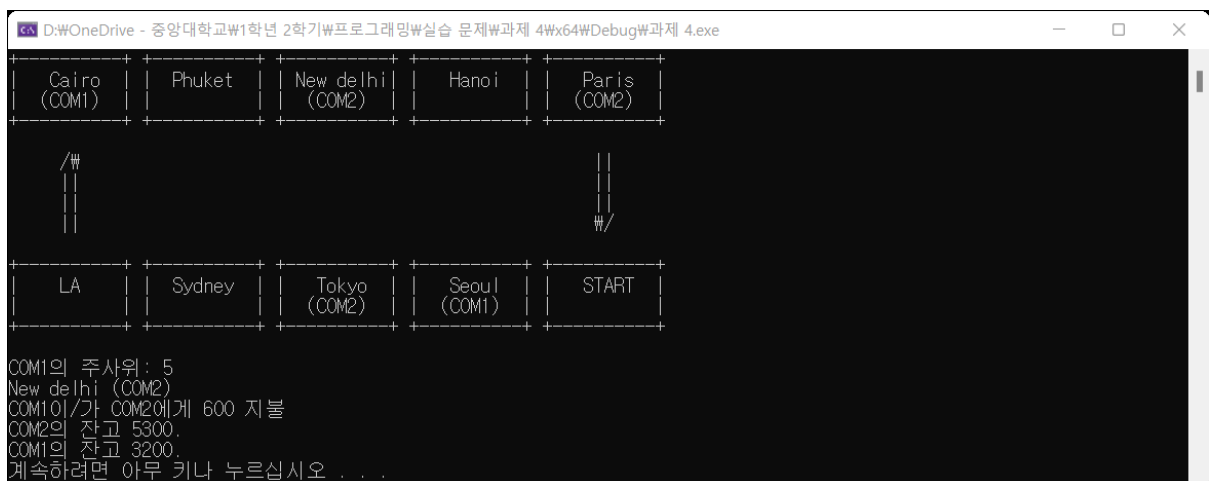 D:₩OneDrive - 중앙대학교₩1학년 2학기₩프로그래밍₩실습 문제₩과제 4₩x64₩Debug₩과제 4.exe
+----------+ +----------+ +----------+ +----------+ +----------+
|   Cairo  | |  Phuket  | | New delhi| |   Hanoi  | |   Paris  |
|  (COM1)  | |          | |  (COM2)  | |          | |  (COM2)  |
+----------+ +----------+ +----------+ +----------+ +----------+
/₩ ||
|| ||
|| ||
|| ₩/
+----------+ +----------+ +----------+ +----------+ +----------+
|    LA    | |  Sydney  | |   Tokyo  | |   Seoul  | |   START  |
|          | |          | |  (COM2)  | |  (COM1)  | |          |
+----------+ +----------+ +----------+ +----------+ +----------+
COM1의 주사위: 5
New delhi (COM2)
COM1이/가 COM2에게 600 지불
COM2의 잔고 5300.
COM1의 잔고 3200.
계속하려면 아무 키나 누르십시오 . . .